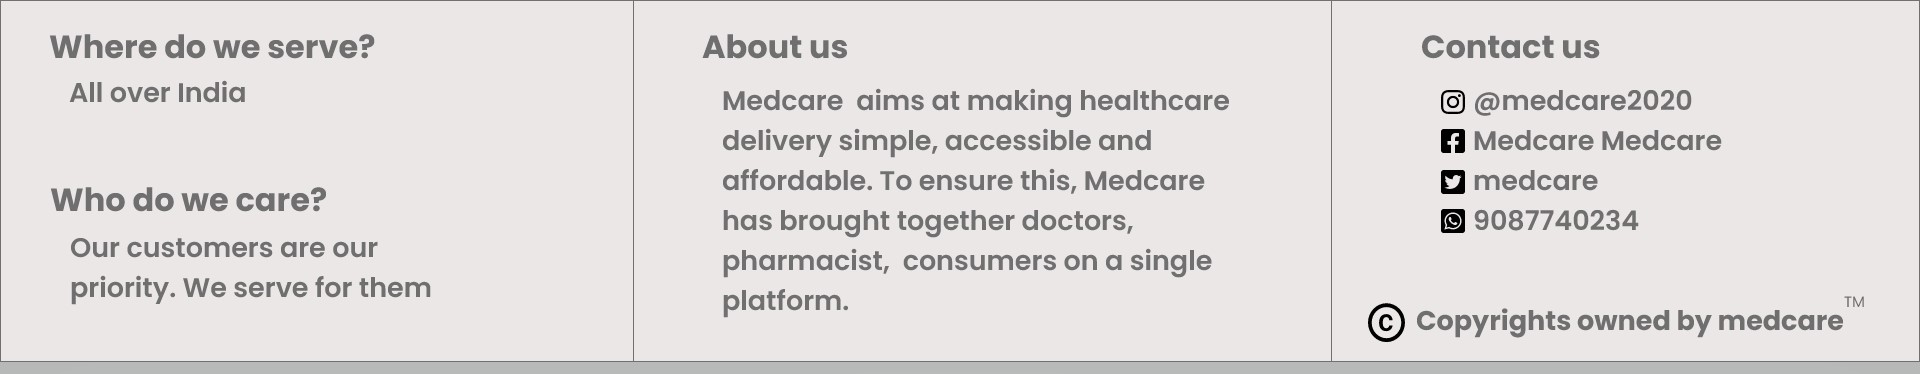 Where do we serve?
All over India
Who do we care?
Our customers are our
priority. We serve for them
About us
Medcare  aims at making healthcare
delivery simple, accessible and
affordable. To ensure this, Medcare
has brought together doctors,
pharmacist,  consumers on a single
platform.
Contact us
@medcare2020
Medcare Medcare
medcare
9087740234
© Copyrights owned by medcare™